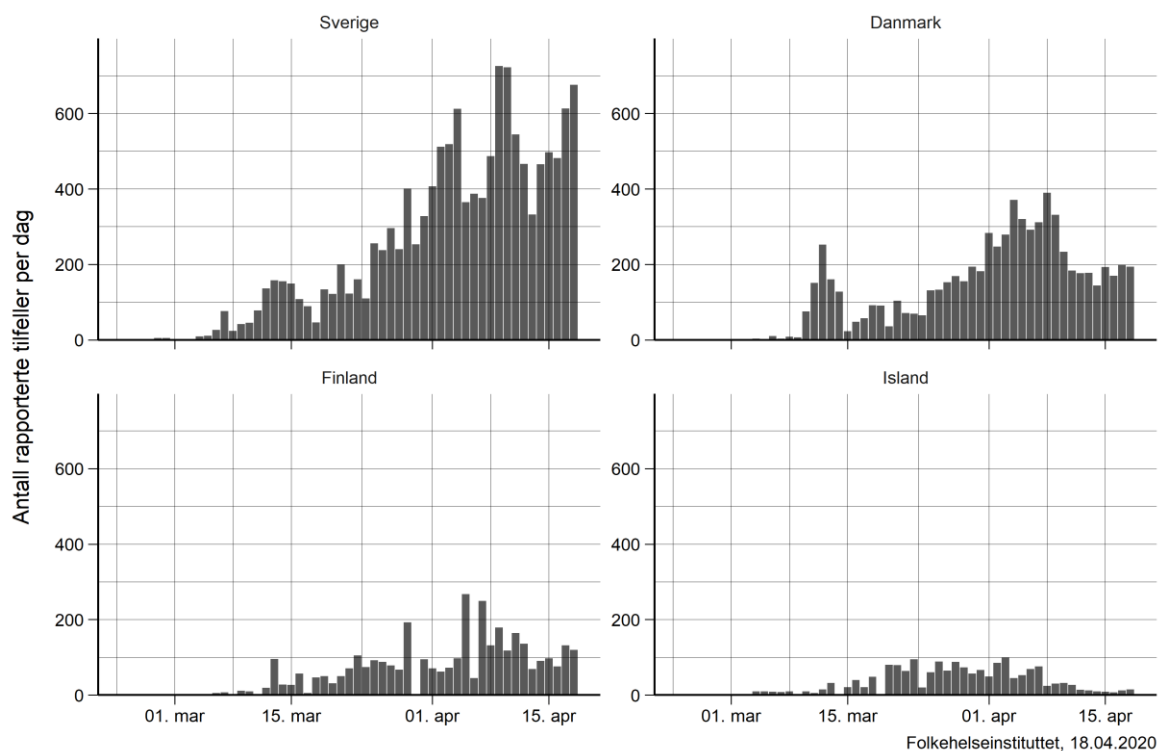 Sverige
Danmark
Antall rapporterte tilfeller per dag
600
400
200
0
600
400
200
0
Finland
Island
600
400
200
0
600
400
200
0
01. mar
15. mar
01. apr
15. apr
01. mar
15. mar
01. apr
15. apr
Folkehelseinstituttet, 18.04.2020